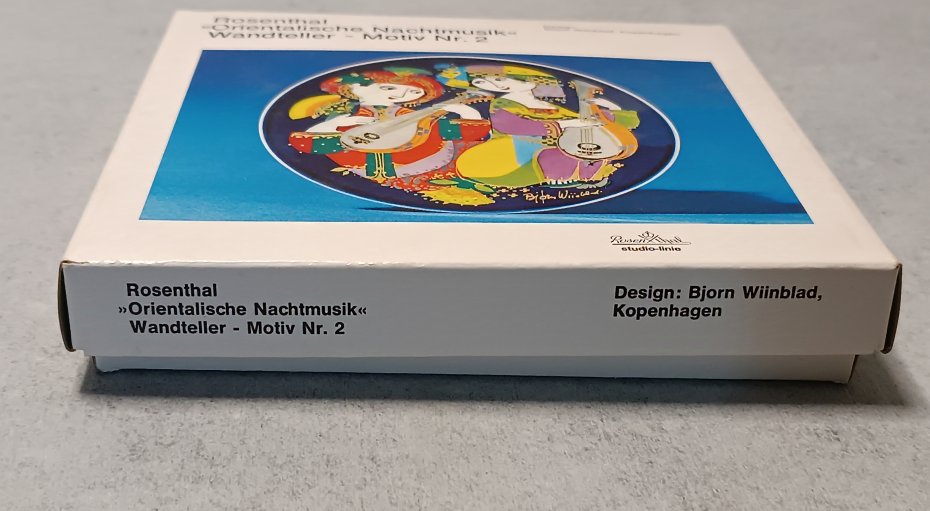 Rosenthal
»Orientalische Nachtmusik«
Wandteller - Motiv Nr. 2
Bjørn Wiinblad
Rosenthal
studio-linie
Rosenthal
»Orientalische Nachtmusik«
Wandteller - Motiv Nr. 2
Design: Bjorn Wiinblad,
Kopenhagen